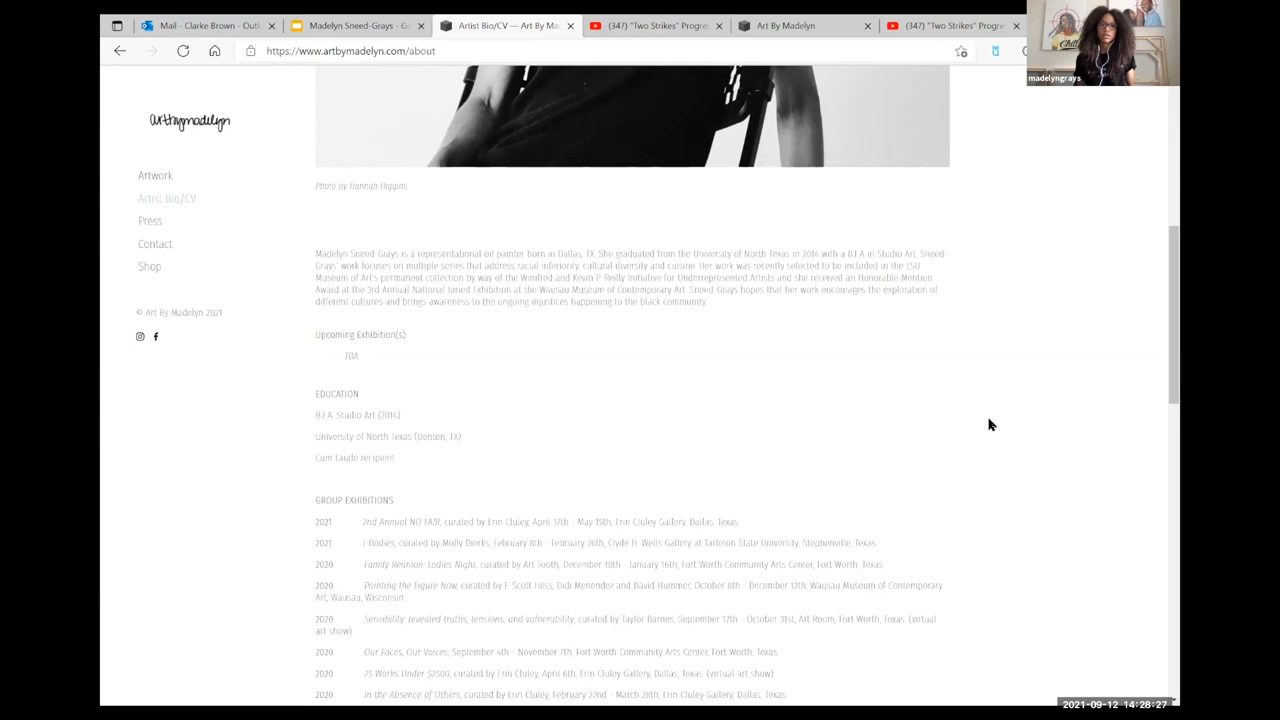 Mail - Clarke Brown - Outl
Madelyn Sneed-Grays - Go
Artist Bio/CV — Art By Ma
(347) "Two Strikes" Progre
Art By Madelyn
(347) "Two Strikes" Progre
https://www.artbymadelyn.com/about
madelyngrays
artbymadelyn
Artwork
Artist Bio/CV
Press
Contact
Shop
© Art By Madelyn 2021
Photo by Hannah Higgins
Madelyn Sneed-Grays is a representational oil painter born in Dallas, TX. She graduated from the University of North Texas in 2014 with a B.F.A in Studio Art. Sneed-
Grays' work focuses on multiple series that address racial inferiority, cultural diversity and cuisine. Her work was recently selected to be included in the LSU
Museum of Art's permanent collection by way of the Winifred and Kevin P. Reilly Initiative for Underrepresented Artists and she received an Honorable Mention
Award at the 3rd Annual National Juried Exhibition at the Wausau Museum of Contemporary Art. Sneed-Grays hopes that her work encourages the exploration of
different cultures and brings awareness to the ongoing injustices happening to the black community.
Upcoming Exhibition(s):
- TBA
EDUCATION
B.F.A: Studio Art (2014)
University of North Texas (Denton, TX)
Cum Laude recipient
GROUP EXHIBITIONS
2021 2nd Annual NO FAIR, curated by Erin Cluley, April 17th - May 15th, Erin Cluley Gallery, Dallas, Texas.
2021 i-Bodies, curated by Molly Dierks, February 8th - February 26th, Clyde H. Wells Gallery at Tarleton State University, Stephenville, Texas.
2020 Family Reunion: Ladies Night, curated by Art Tooth, December 18th - January 16th, Fort Worth Community Arts Center, Fort Worth, Texas.
2020 Painting the Figure Now, curated by F. Scott Hess, Didi Menendez and David Hummer, October 8th - December 12th, Wausau Museum of Contemporary
Art, Wausau, Wisconsin.
2020 Sensibility: revealed truths, tensions, and vulnerability, curated by Taylor Barnes, September 17th - October 31st, Art Room, Fort Worth, Texas. (virtual
art show)
2020 Our Faces, Our Voices, September 4th - November 7th, Fort Worth Community Arts Center, Fort Worth, Texas.
2020 25 Works Under $2500, curated by Erin Cluley, April 6th, Erin Cluley Gallery, Dallas, Texas. (virtual art show)
2020 In the Absence of Others, curated by Erin Cluley, February 22nd - March 28th, Erin Cluley Gallery, Dallas, Texas.
2021-09-12 14:28:27